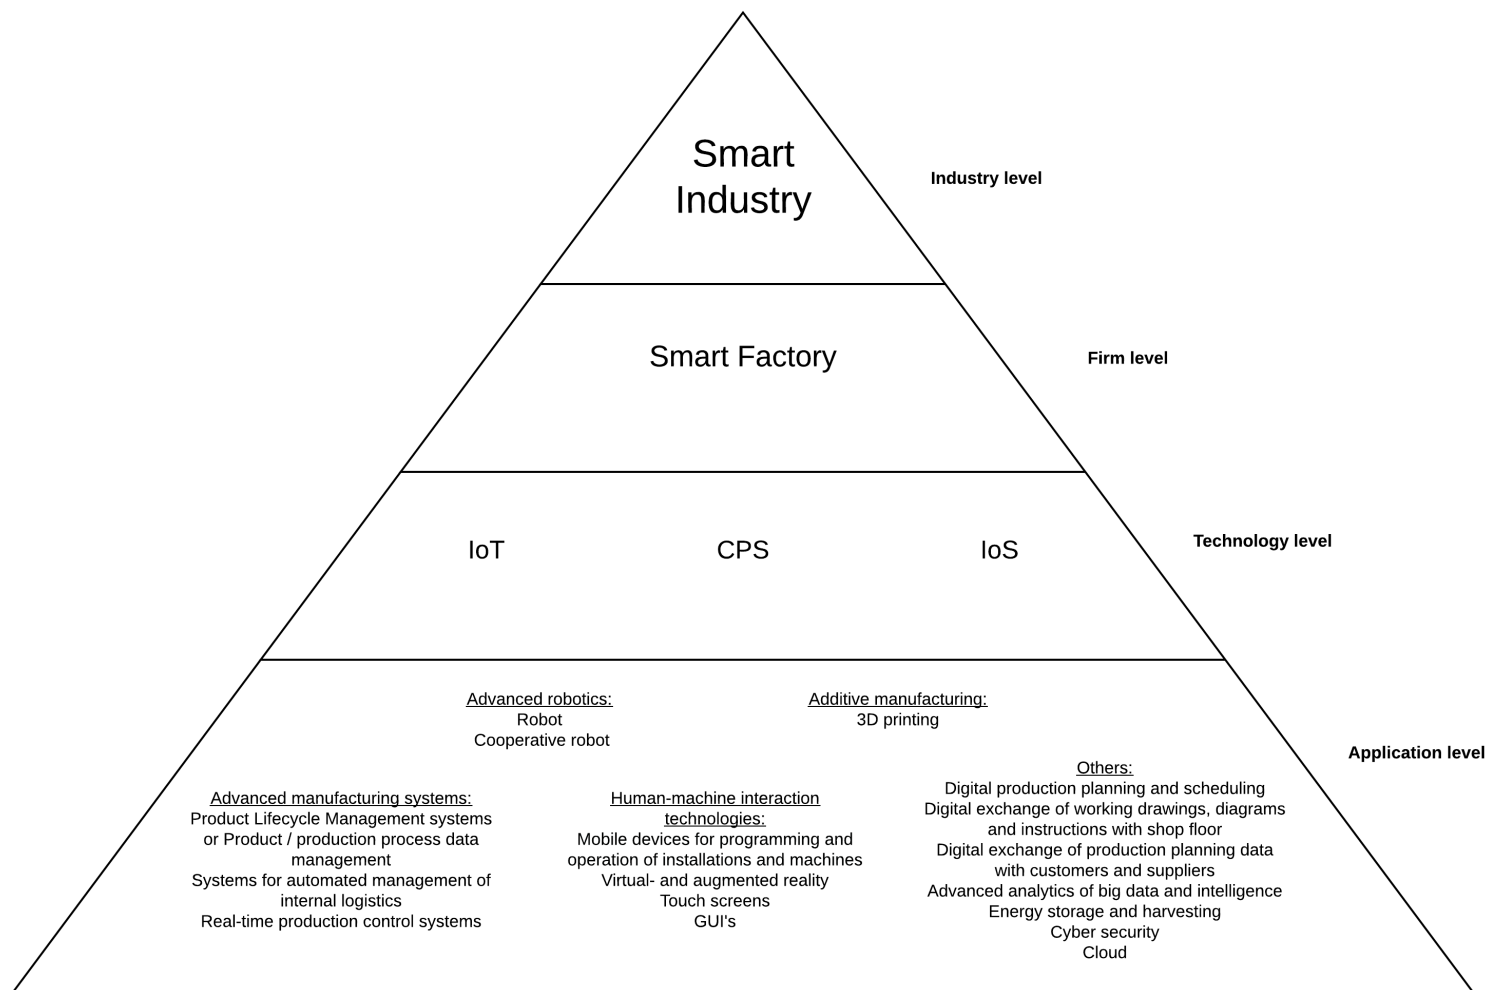 Smart
Industry
Industry level
Smart Factory
Firm level
IoT
CPS
IoS
Technology level
Advanced robotics:
Robot
Cooperative robot
Additive manufacturing:
3D printing
Application level
Advanced manufacturing systems:
Product Lifecycle Management systems
or Product / production process data
management
Systems for automated management of
internal logistics
Real-time production control systems
Human-machine interaction
technologies:
Mobile devices for programming and
operation of installations and machines
Virtual- and augmented reality
Touch screens
GUI's
Others:
Digital production planning and scheduling
Digital exchange of working drawings, diagrams
and instructions with shop floor
Digital exchange of production planning data
with customers and suppliers
Advanced analytics of big data and intelligence
Energy storage and harvesting
Cyber security
Cloud